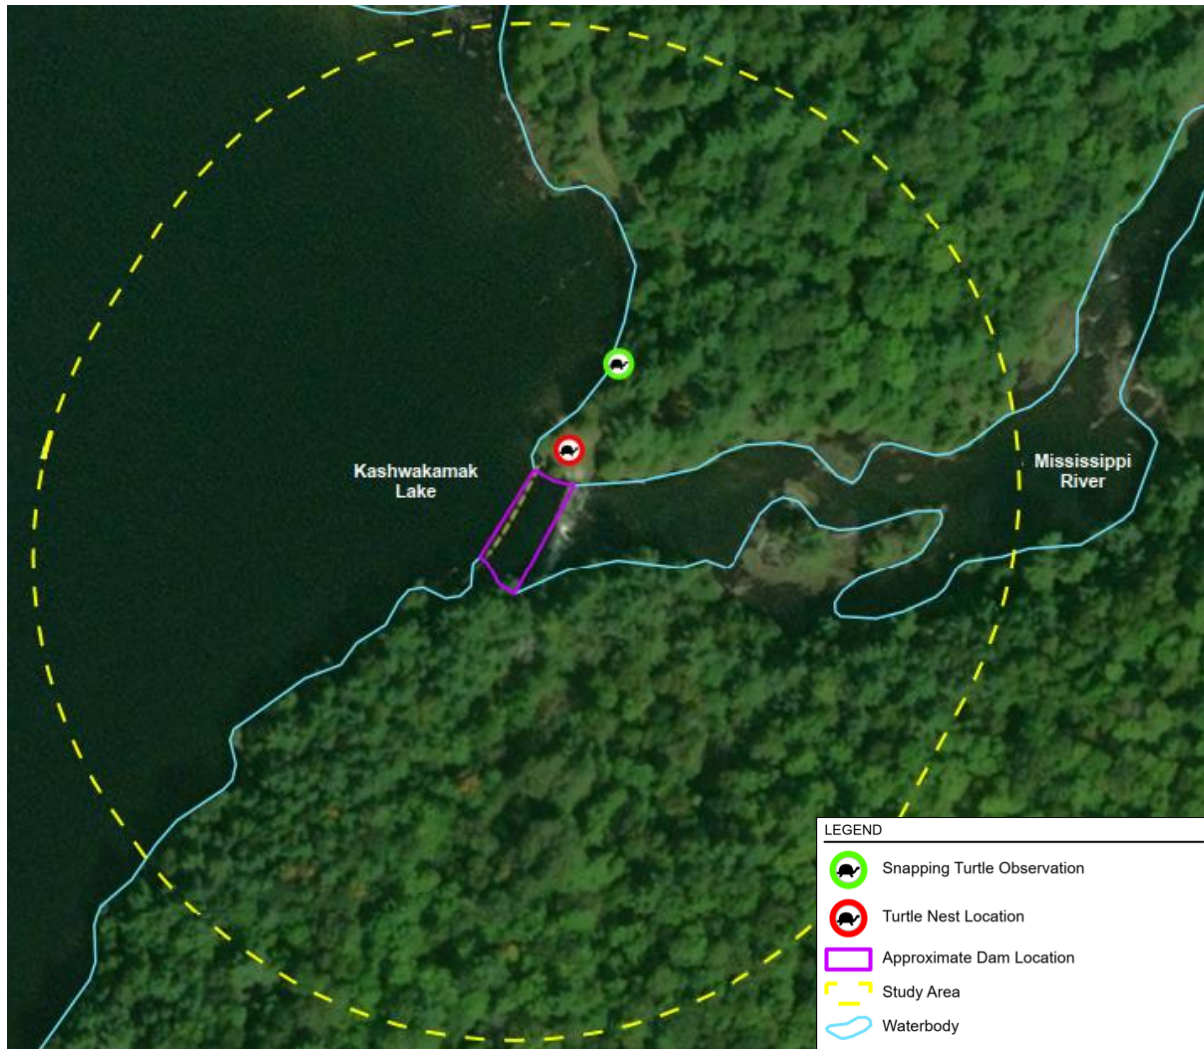 Kashwakamak
Lake
Mississippi
River
LEGEND
Snapping Turtle Observation
Turtle Nest Location
Approximate Dam Location
Study Area
Waterbody